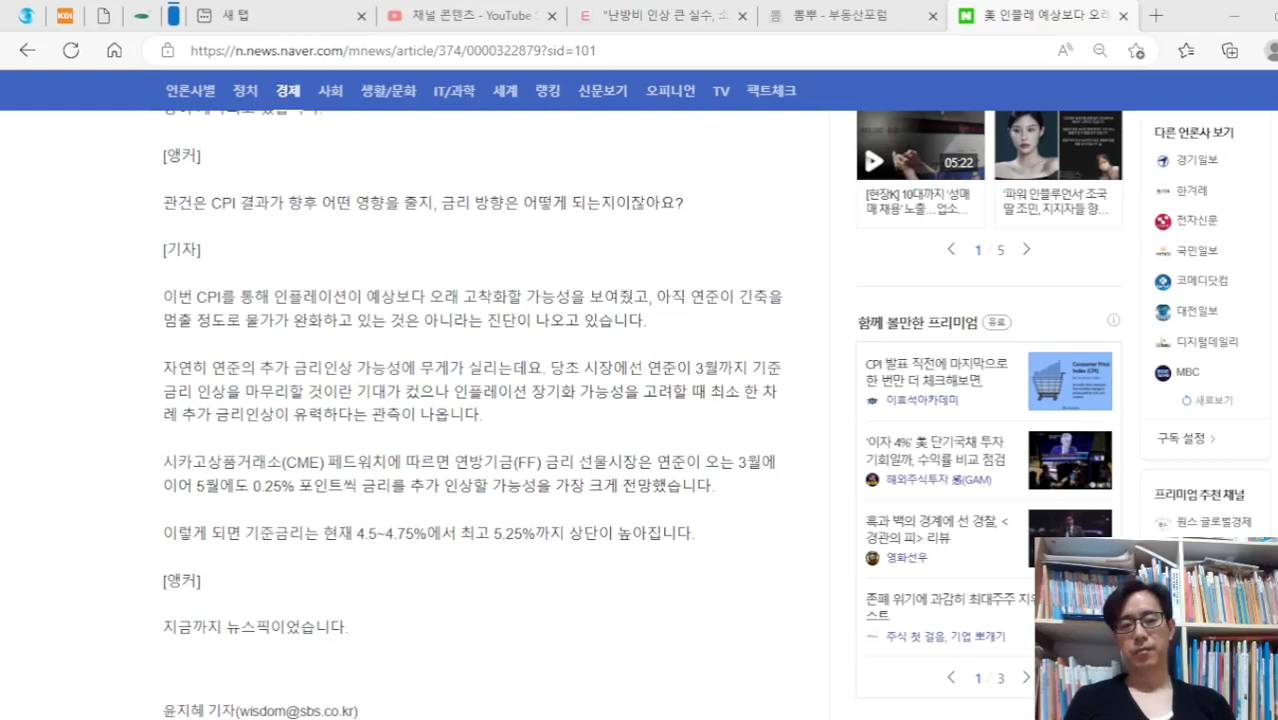 KDI
새 탭
채널 콘텐츠 - YouTube S
"난방비 인상 큰 실수, 소
뽐뿌 - 부동산포럼
美 인플레 예상보다 오래
https://n.news.naver.com/mnews/article/374/0000322879?sid=101
언론사별 정치 경제 사회 생활/문화 IT/과학 세계 랭킹 신문보기 오피니언 TV 팩트체크
[앵커]
관건은 CPI 결과가 향후 어떤 영향을 줄지, 금리 방향은 어떻게 되는지이잖아요?
[기자]
이번 CPI를 통해 인플레이션이 예상보다 오래 고착화할 가능성을 보여줬고, 아직 연준이 긴축을
멈출 정도로 물가가 완화하고 있는 것은 아니라는 진단이 나오고 있습니다.
자연히 연준의 추가 금리인상 가능성에 무게가 실리는데요. 당초 시장에선 연준이 3월까지 기준
금리 인상을 마무리할 것이란 기대가 컸으나 인플레이션 장기화 가능성을 고려할 때 최소 한 차
례 추가 금리인상이 유력하다는 관측이 나옵니다.
시카고상품거래소(CME) 페드워치에 따르면 연방기금(FF) 금리 선물시장은 연준이 오는 3월에
이어 5월에도 0.25% 포인트씩 금리를 추가 인상할 가능성을 가장 크게 전망했습니다.
이렇게 되면 기준금리는 현재 4.5~4.75%에서 최고 5.25%까지 상단이 높아집니다.
[앵커]
지금까지 뉴스픽이었습니다.
윤지혜 기자(wisdom@sbs.co.kr)
05:22
[현장K] 10대까지 '성매
매 채용' 노출…업소…
'파워 인플루언서' 조국
딸 조민, 지지자들 향…
1 / 5
함께 볼만한 프리미엄 유료
CPI 발표 직전에 마지막으로
한 번만 더 체크해보면,
이효석아카데미
Consumer Price
Index (CPI)
'이자 4%' 美 단기국채 투자
기회일까, 수익률 비교 점검
해외주식투자 感(GAM)
흑과 백의 경계에 선 경찰, <
경관의 피> 리뷰
영화선우
존폐 위기에 과감히 최대주주 지위
스트
주식 첫 걸음, 기업 뽀개기
1 / 3
다른 언론사 보기
경기일보
한겨레
전자신문
국민일보
코메디닷컴
대전일보
디지털데일리
MBC
새로보기
구독 설정
프리미엄 추천 채널
원스 글로벌경제